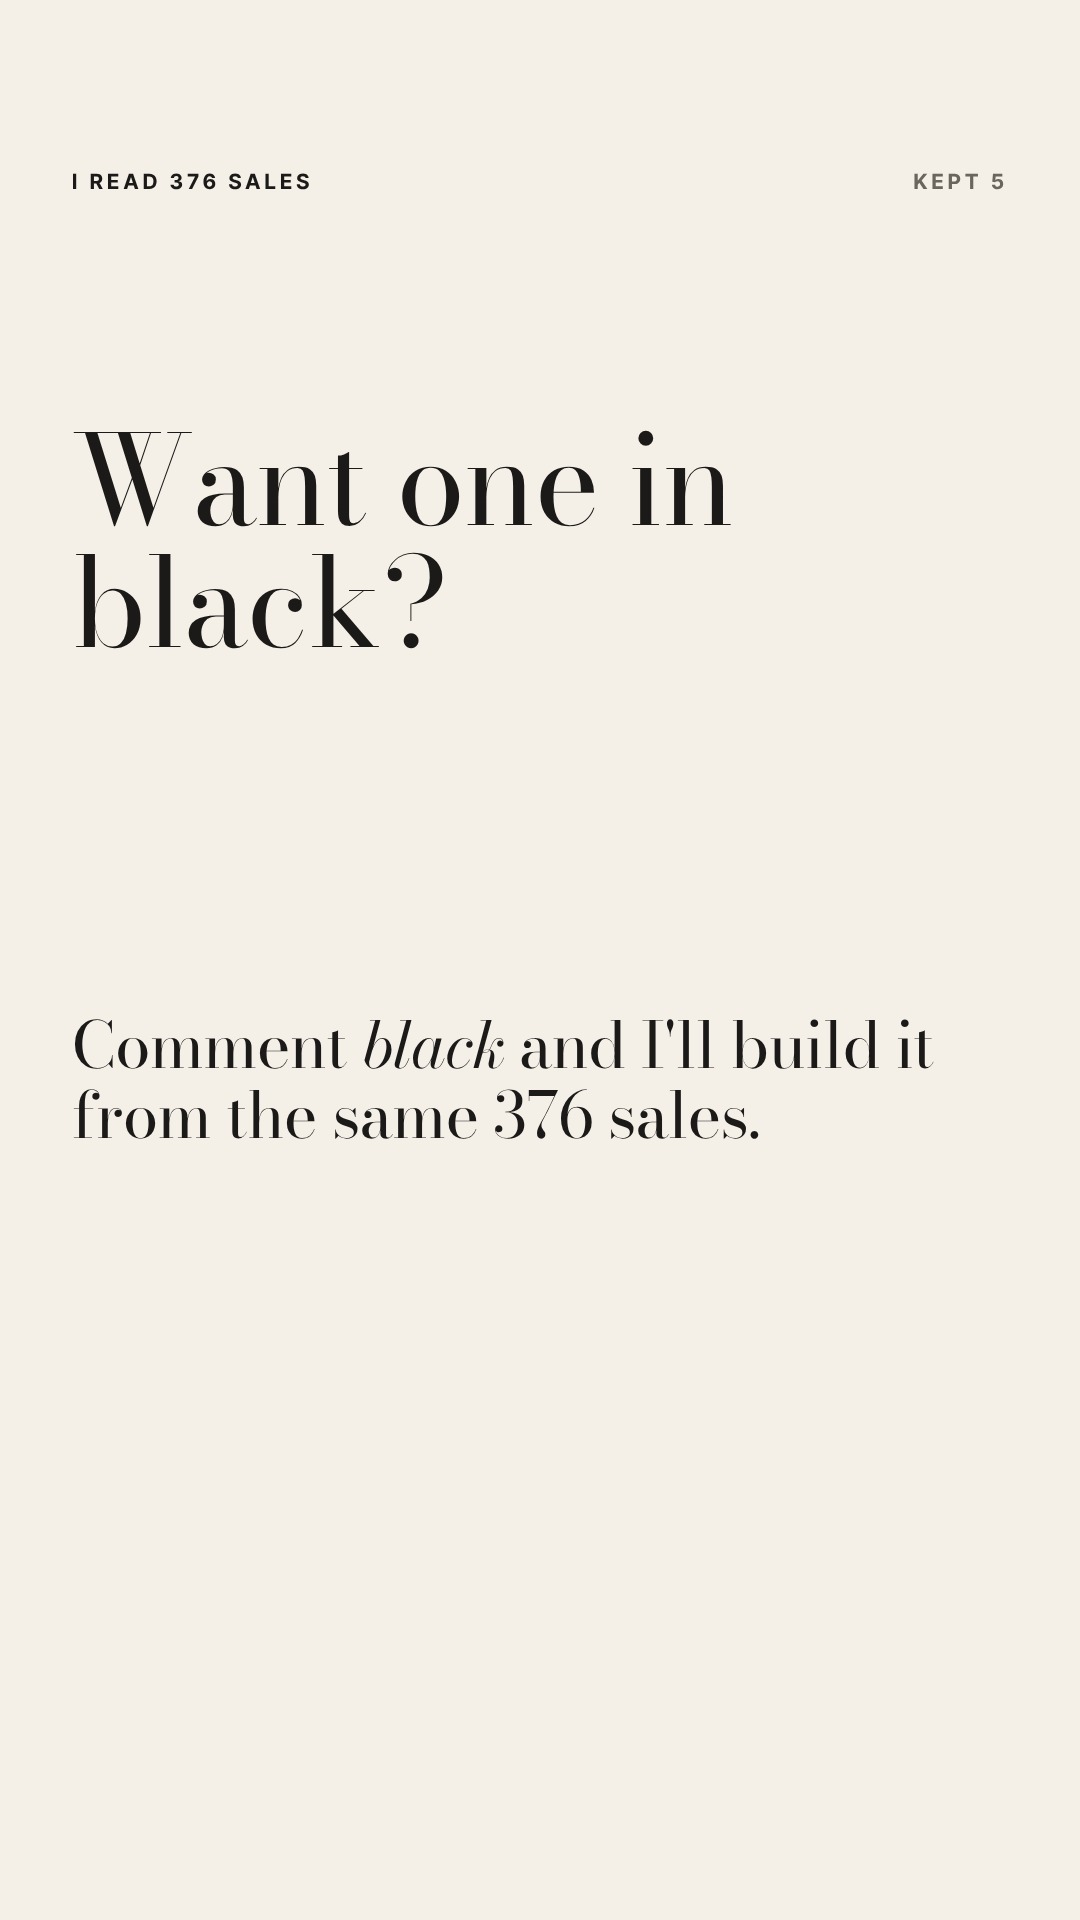 I READ 376 SALES
KEPT 5
Want one in
black?
Comment black and I'll build it
from the same 376 sales.